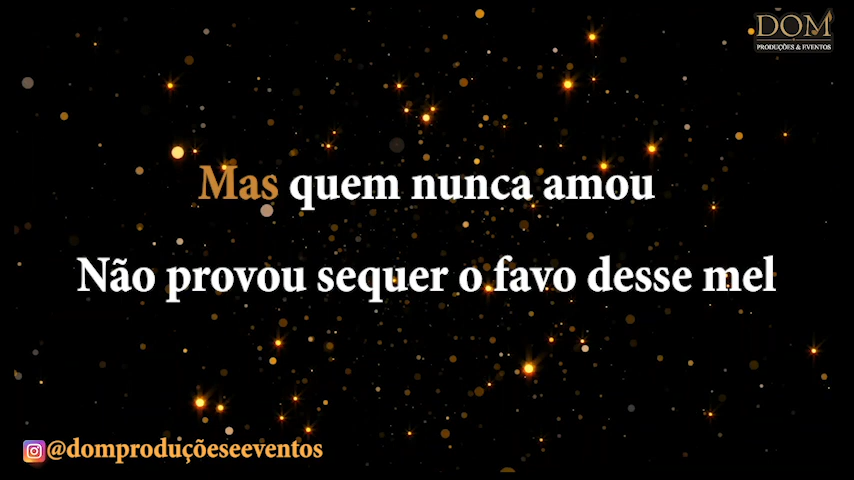 DOM
PRODUÇÕES & EVENTOS
Mas quem nunca amou
Não provou sequer o favo desse mel
@domproduçõeseeventos